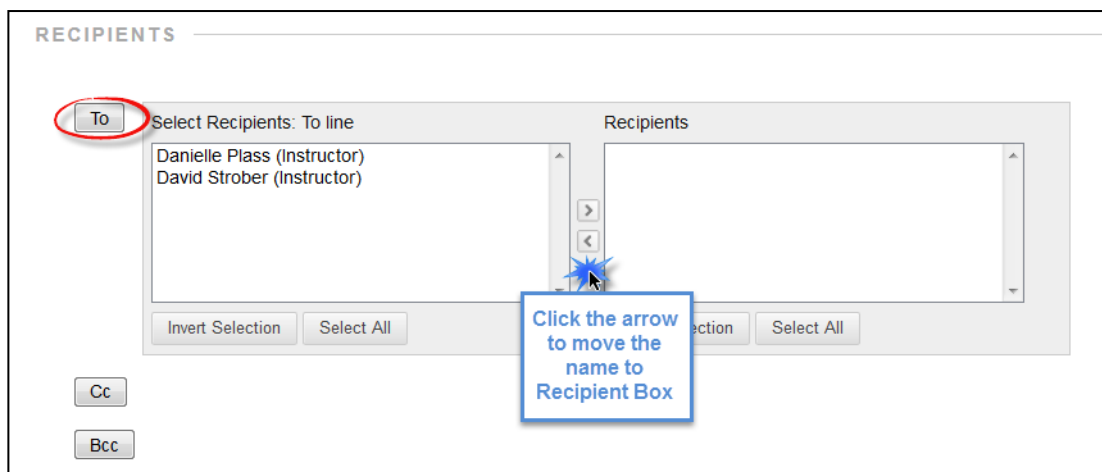 RECIPIENTS
To
Select Recipients: To line
Recipients
Danielle Plass (Instructor)
David Strober (Instructor)
Invert Selection
Select All
ection
Select All
Click the arrow
to move the
name to
Recipient Box
Cc
Bcc